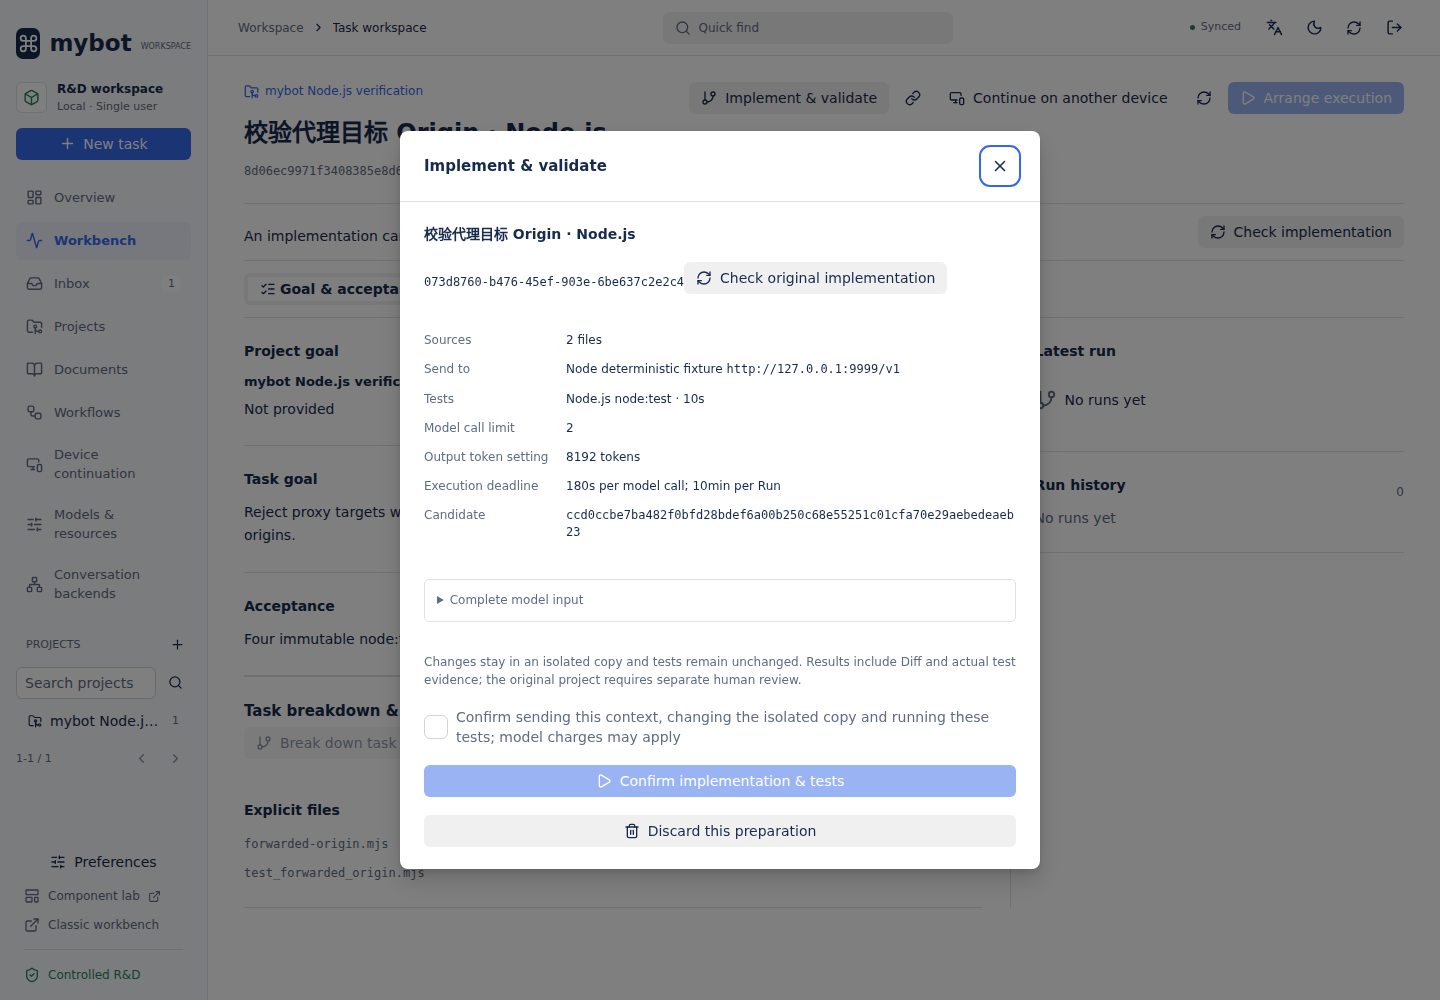 mybot WORKSPACE
R&D workspace
Local · Single user
New task
Overview
Workbench
Inbox 1
Projects
Documents
Workflows
Device
continuation
Models &
resources
Conversation
backends
PROJECTS
Search projects
mybot Node.j... 1
1-1 / 1
Preferences
Component lab
Classic workbench
Controlled R&D
Workspace > Task workspace
Quick find
Synced
mybot Node.js verification
校验代理目标 Origin · Node.js
8d06ec9971f3408385e8d6
Implement & validate
Continue on another device
Arrange execution
An implementation ca
Check implementation
Goal & accepta
Project goal
mybot Node.js verific
Not provided
Task goal
Reject proxy targets w
origins.
Acceptance
Four immutable node:
Task breakdown &
Break down task
Explicit files
forwarded-origin.mjs
test_forwarded_origin.mjs
Latest run
No runs yet
Run history 0
No runs yet
Implement & validate
校验代理目标 Origin · Node.js
073d8760-b476-45ef-903e-6be637c2e2c4 Check original implementation
Sources 2 files
Send to Node deterministic fixture http://127.0.0.1:9999/v1
Tests Node.js node:test · 10s
Model call limit 2
Output token setting 8192 tokens
Execution deadline 180s per model call; 10min per Run
Candidate ccd0ccbe7ba482f0bfd28bdef6a00b250c68e55251c01cfa70e29aebedeaeb
23
Complete model input
Changes stay in an isolated copy and tests remain unchanged. Results include Diff and actual test
evidence; the original project requires separate human review.
Confirm sending this context, changing the isolated copy and running these
tests; model charges may apply
Confirm implementation & tests
Discard this preparation